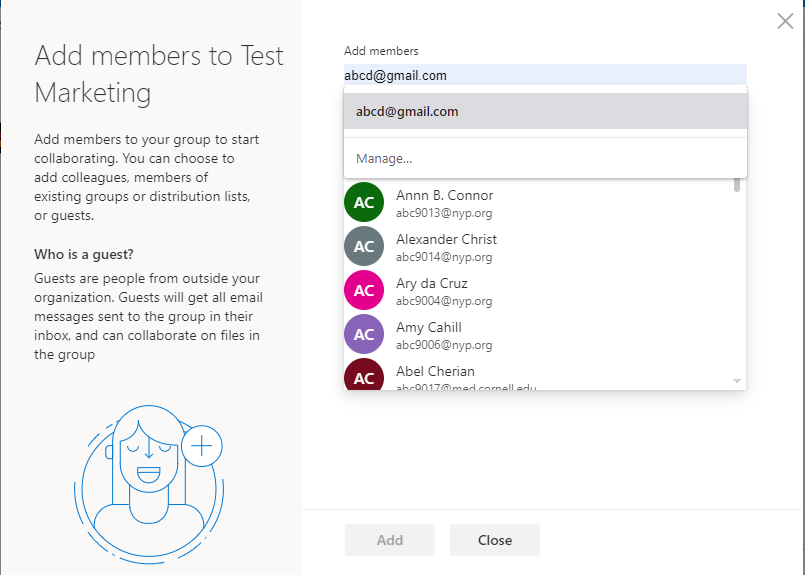 Add members to Test
Marketing
Add members to your group to start
collaborating. You can choose to
add colleagues, members of
existing groups or distribution lists,
or guests.
Who is a guest?
Guests are people from outside your
organization. Guests will get all email
messages sent to the group in their
inbox, and can collaborate on files in
the group
Add members
abcd@gmail.com
abcd@gmail.com
Manage...
AC
Annn B. Connor
abc9013@nyp.org
AC
Alexander Christ
abc9014@nyp.org
AC
Ary da Cruz
abc9004@nyp.org
AC
Amy Cahill
abc9006@nyp.org
AC
Abel Cherian
abc9017@med.cornell.edu
Add
Close